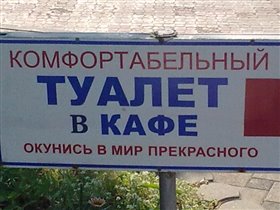 КОМФОРТАБЕЛЬНЫЙ
ТУАЛЕТ
В КАФЕ
ОКУНИСЬ В МИР ПРЕКРАСНОГО